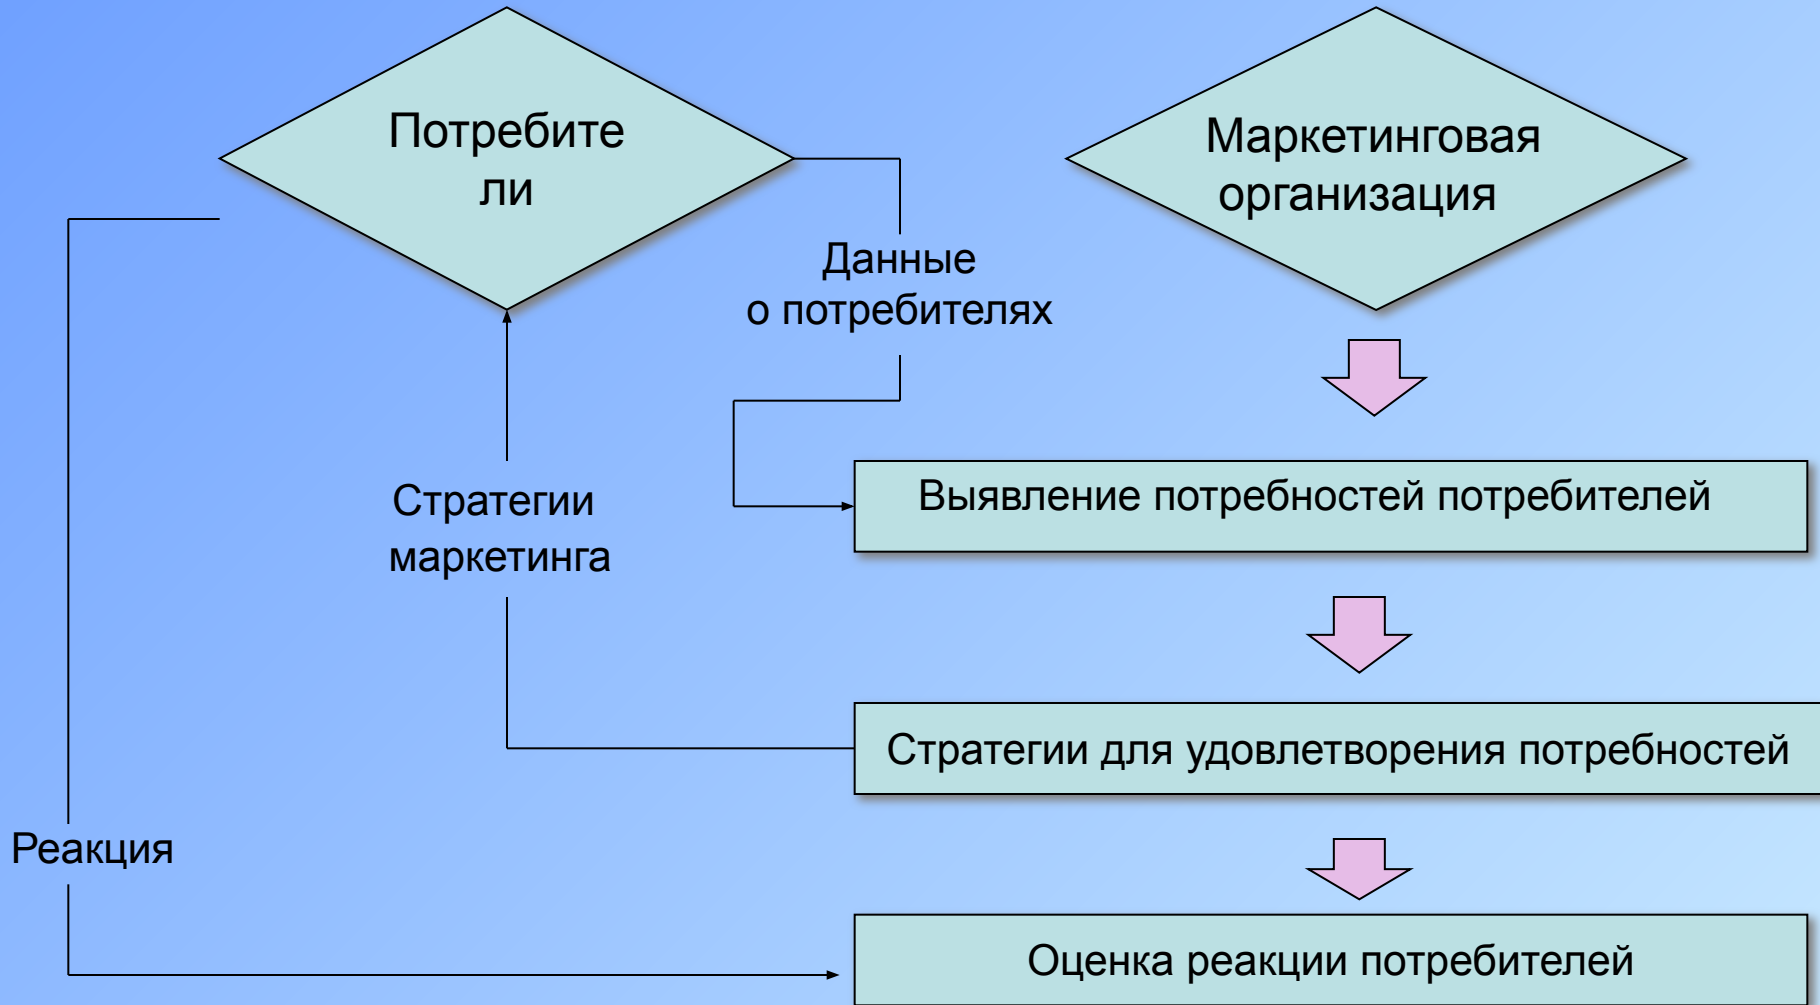 Потребите
ли
Маркетинговая
организация
Данные
о потребителях
Выявление потребностей потребителей
Стратегии
маркетинга
Стратегии для удовлетворения потребностей
Реакция
Оценка реакции потребителей